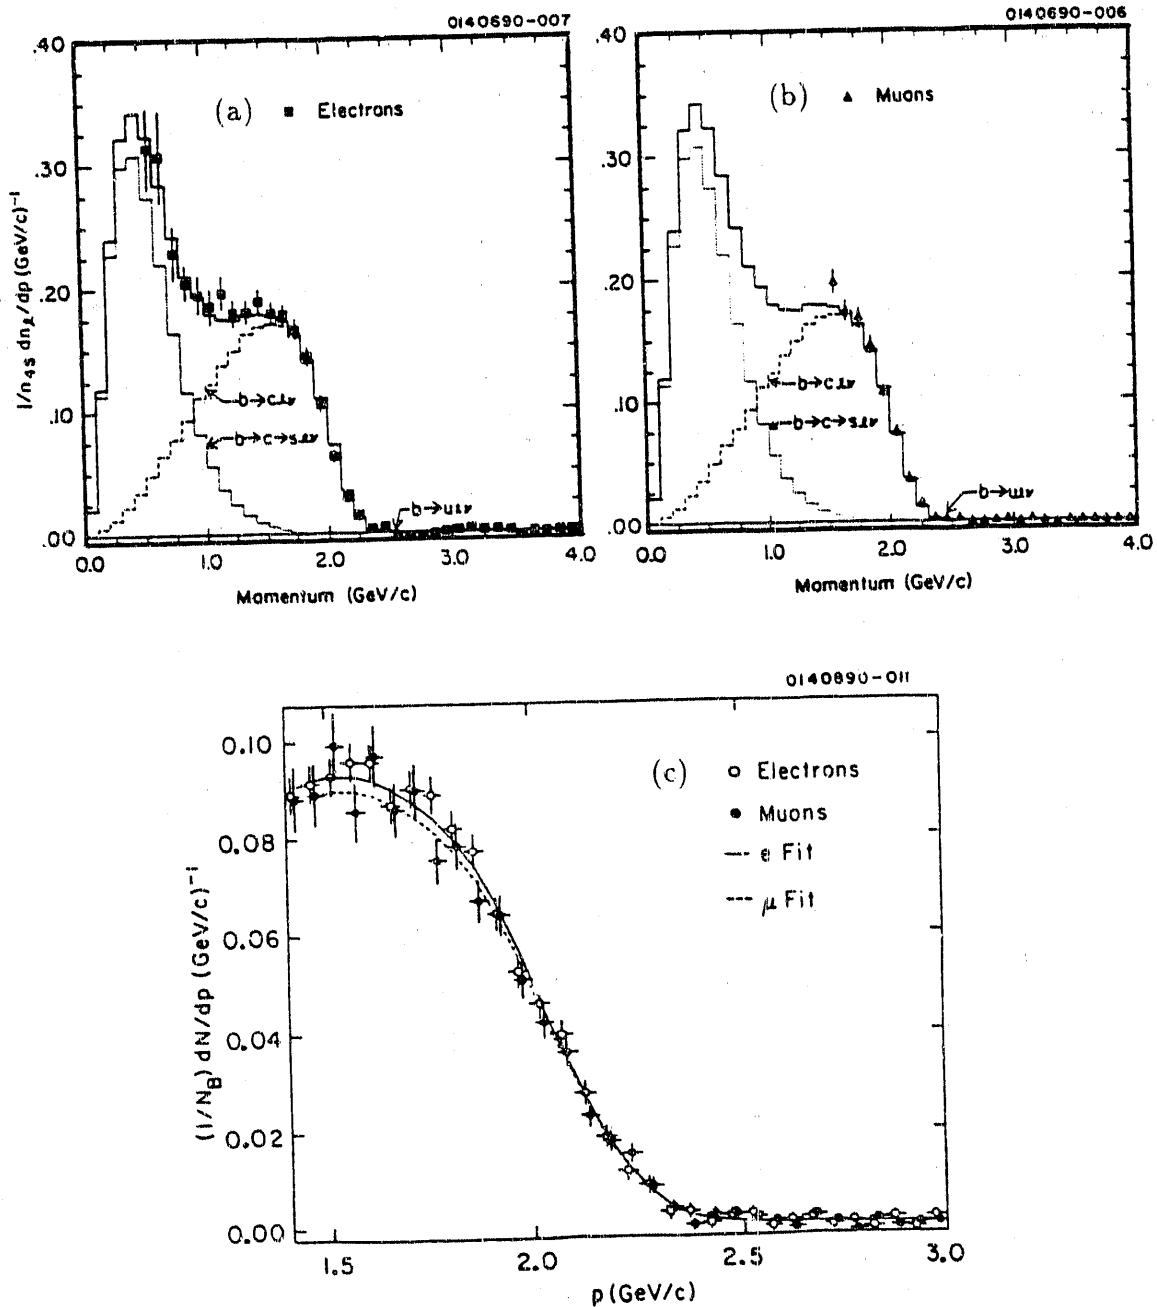 0140690-007
.40
.30
.20
.10
.00
1/n4s dnℓ/dp (GeV/c)⁻¹
(a) Electrons
b→cℓν
b→c→sℓν
b→uℓν
0.0 1.0 2.0 3.0 4.0
Momentum (GeV/c)
0140690-006
.40
.30
.20
.10
.00
(b) Muons
b→cℓν
b→c→sℓν
b→uℓν
0.0 1.0 2.0 3.0 4.0
Momentum (GeV/c)
0140890-011
0.10
0.08
0.06
0.04
0.02
0.00
(1/NB) dN/dp (GeV/c)⁻¹
(c) Electrons
Muons
e Fit
μ Fit
1.5 2.0 2.5 3.0
p (GeV/c)